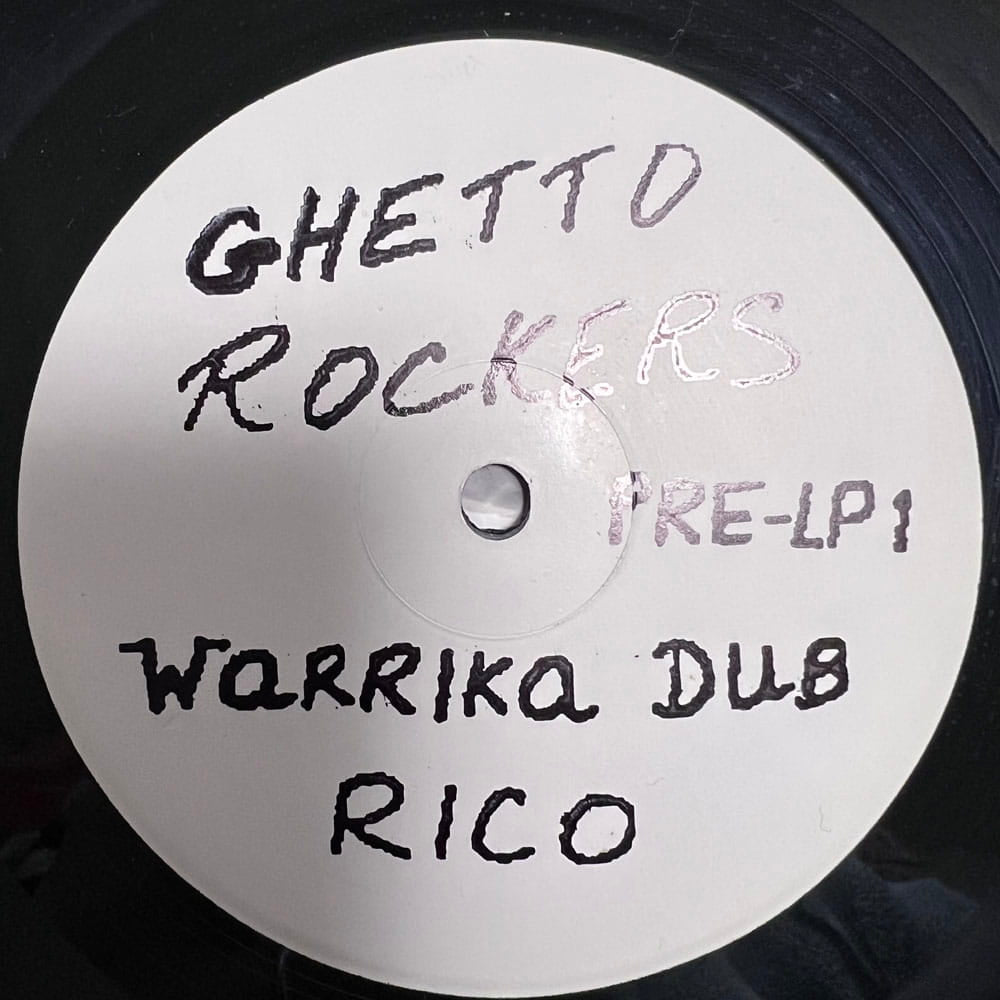 GHETTO
ROCKERS
PRE-LP1
WARRIKA DUB
RICO